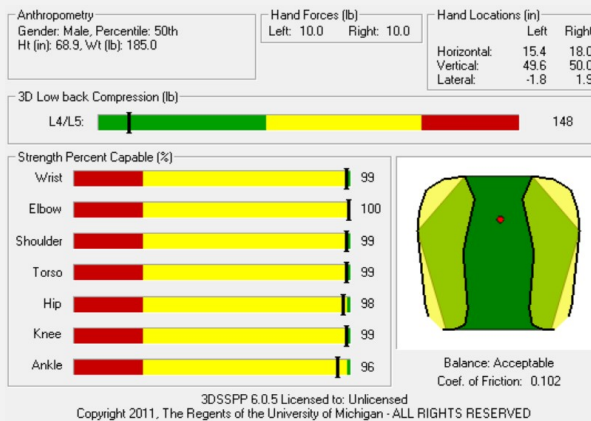 Anthropometry
Gender: Male, Percentile: 50th
Ht (in): 68.9, Wt (lb): 185.0
Hand Forces (lb)
Left: 10.0 Right: 10.0
Hand Locations (in)
Left Right
Horizontal: 15.4 18.0
Vertical: 49.6 50.0
Lateral: -1.8 1.9
3D Low back Compression (lb)
L4/L5: 148
Strength Percent Capable (%)
Wrist 99
Elbow 100
Shoulder 99
Torso 99
Hip 98
Knee 99
Ankle 96
Balance: Acceptable
Coef. of Friction: 0.102
3DSSPP 6.0.5 Licensed to: Unlicensed
Copyright 2011, The Regents of the University of Michigan - ALL RIGHTS RESERVED